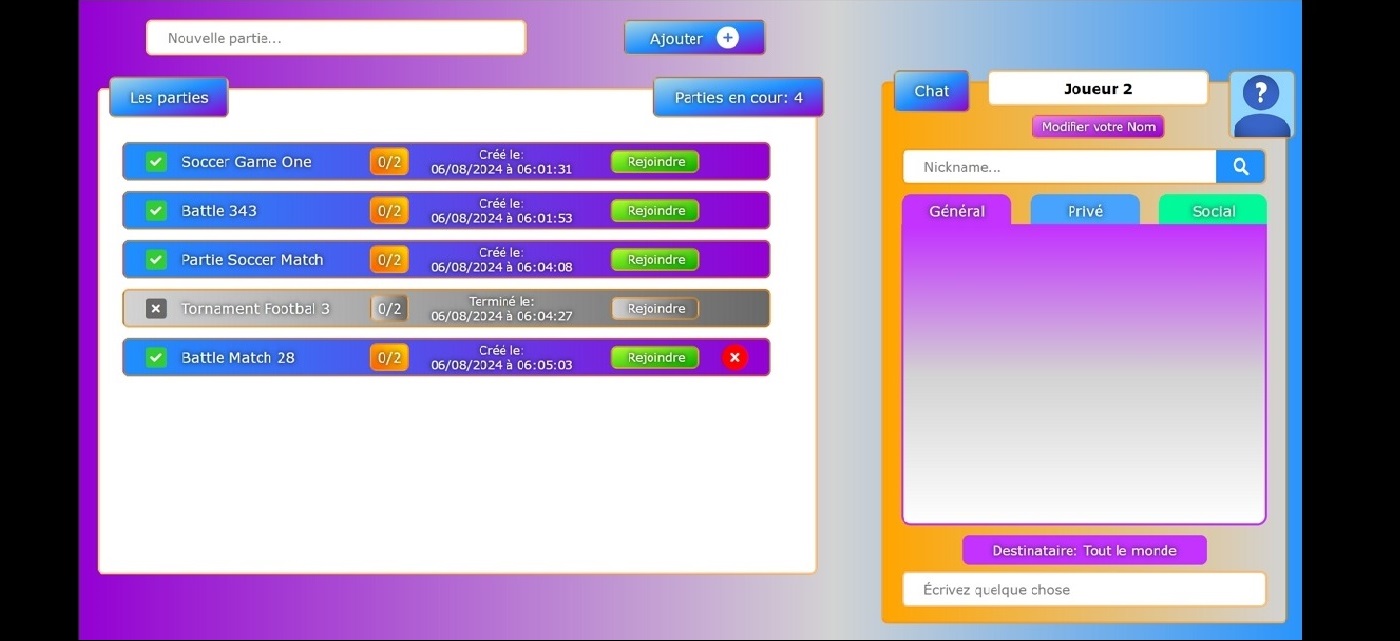 Nouvelle partie...
Ajouter +
Les parties
Parties en cour: 4
Soccer Game One 0/2 Créé le: Rejoindre
06/08/2024 à 06:01:31
Battle 343 0/2 Créé le: Rejoindre
06/08/2024 à 06:01:53
Partie Soccer Match 0/2 Créé le: Rejoindre
06/08/2024 à 06:04:08
Tornament Footbal 3 0/2 Terminé le: Rejoindre
06/08/2024 à 06:04:27
Battle Match 28 0/2 Créé le: Rejoindre
06/08/2024 à 06:05:03
Chat
Joueur 2
?
Modifier votre Nom
Nickname...
Général Privé Social
Destinataire: Tout le monde
Écrivez quelque chose